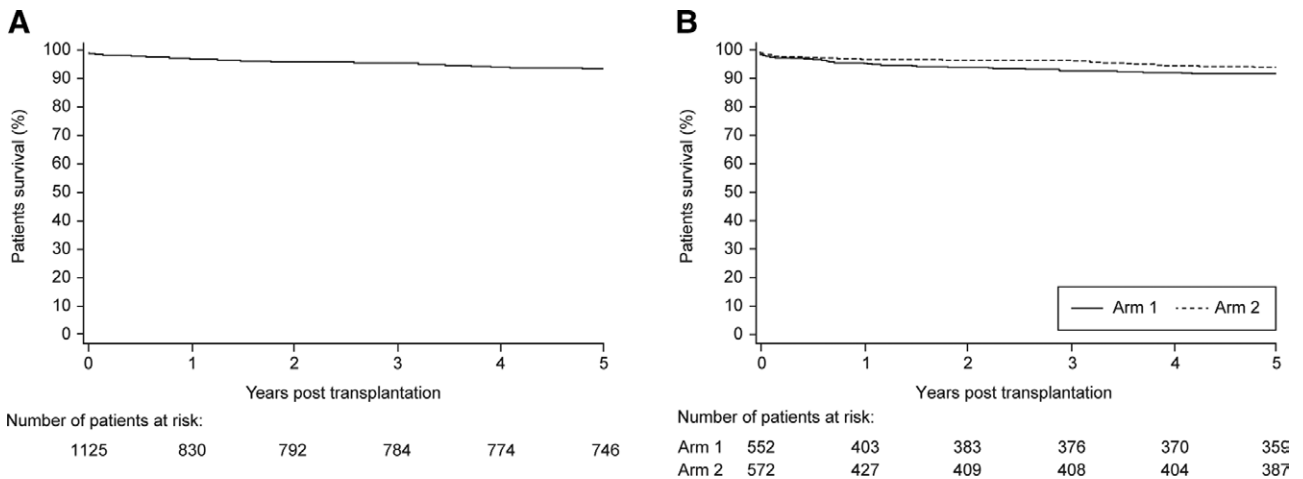 A
Patients survival (%)
100
90
80
70
60
50
40
30
20
10
0
0 1 2 3 4 5
Years post transplantation
Number of patients at risk:
1125 830 792 784 774 746
B
Patients survival (%)
100
90
80
70
60
50
40
30
20
10
0
Arm 1 Arm 2
0 1 2 3 4 5
Years post transplantation
Number of patients at risk:
Arm 1 552 403 383 376 370 359
Arm 2 572 427 409 408 404 387